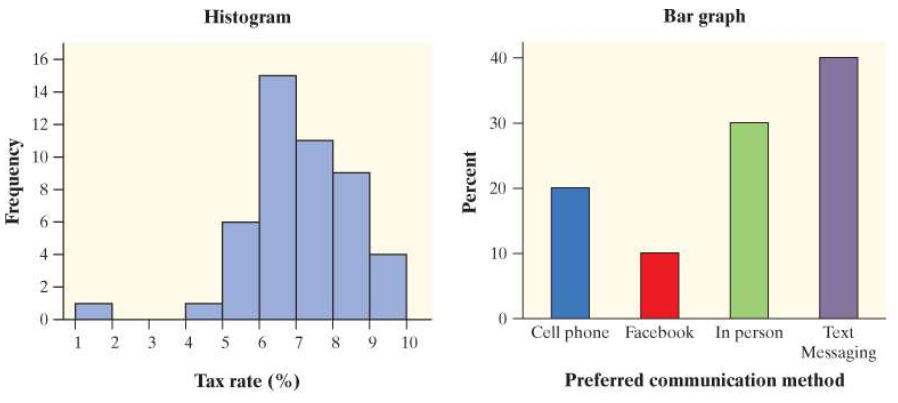 Histogram
Frequency
16
14
12
10
8
6
4
2
0
1 2 3 4 5 6 7 8 9 10
Tax rate (%)
Bar graph
Percent
40
30
20
10
0
Cell phone Facebook In person Text
Messaging
Preferred communication method